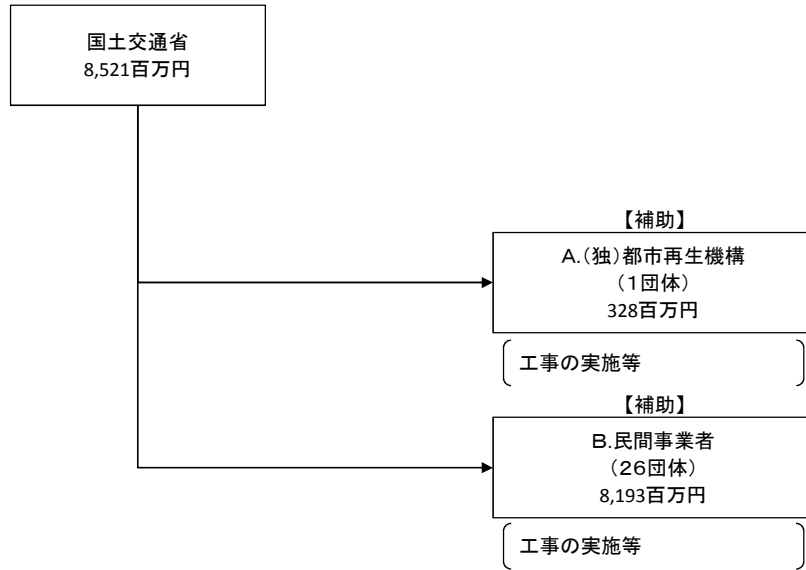 国土交通省
8,521百万円
【補助】
A.(独)都市再生機構
(1団体)
328百万円
工事の実施等
【補助】
B.民間事業者
(26団体)
8,193百万円
工事の実施等